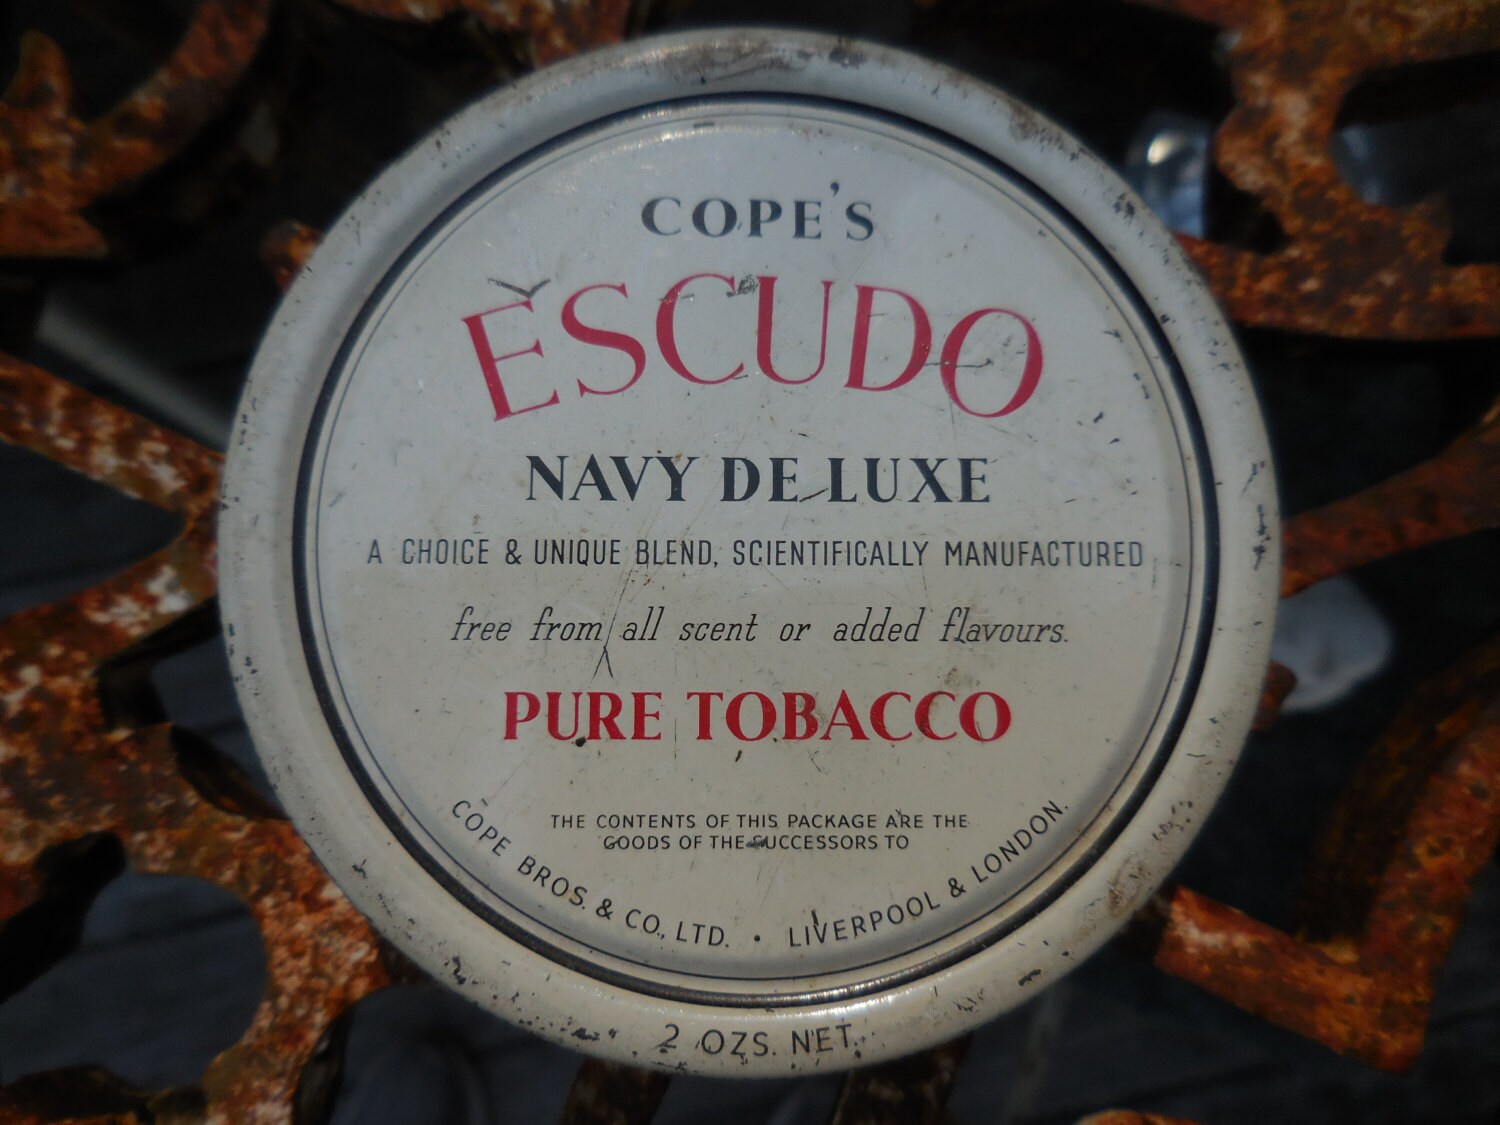 COPE'S
ESCUDO
NAVY DE LUXE
A CHOICE & UNIQUE BLEND, SCIENTIFICALLY MANUFACTURED
free from all scent or added flavours.
PURE TOBACCO
THE CONTENTS OF THIS PACKAGE ARE THE
GOODS OF THE SUCCESSORS TO
COPE BROS. & CO., LTD. · LIVERPOOL & LONDON.
2 OZS. NET.